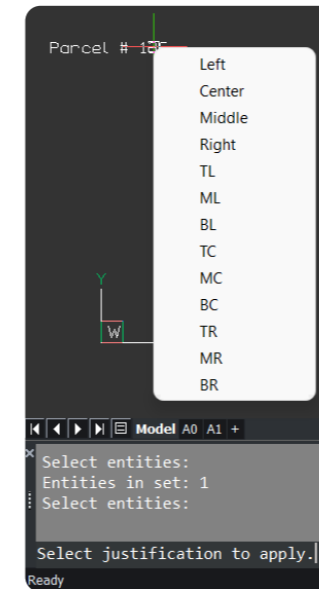 Parcel #
Left
Center
Middle
Right
TL
ML
BL
TC
MC
BC
TR
MR
BR
Y
W
Model A0 A1 +
Select entities:
Entities in set: 1
Select entities:
Select justification to apply.
Ready